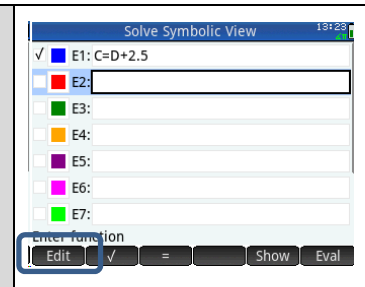 Solve Symbolic View 13:23
√ E1: C=D+2.5
E2:
E3:
E4:
E5:
E6:
E7:
Enter function
Edit √ = Show Eval